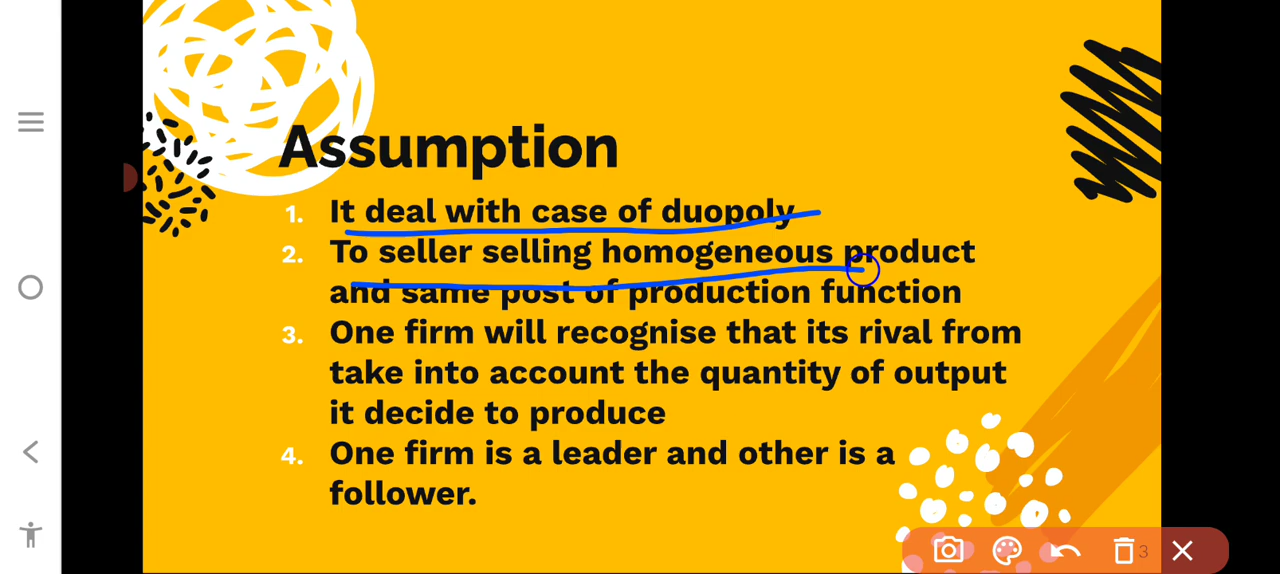 Assumption
1. It deal with case of duopoly
2. To seller selling homogeneous product
and same post of production function
3. One firm will recognise that its rival from
take into account the quantity of output
it decide to produce
4. One firm is a leader and other is a
follower.
3